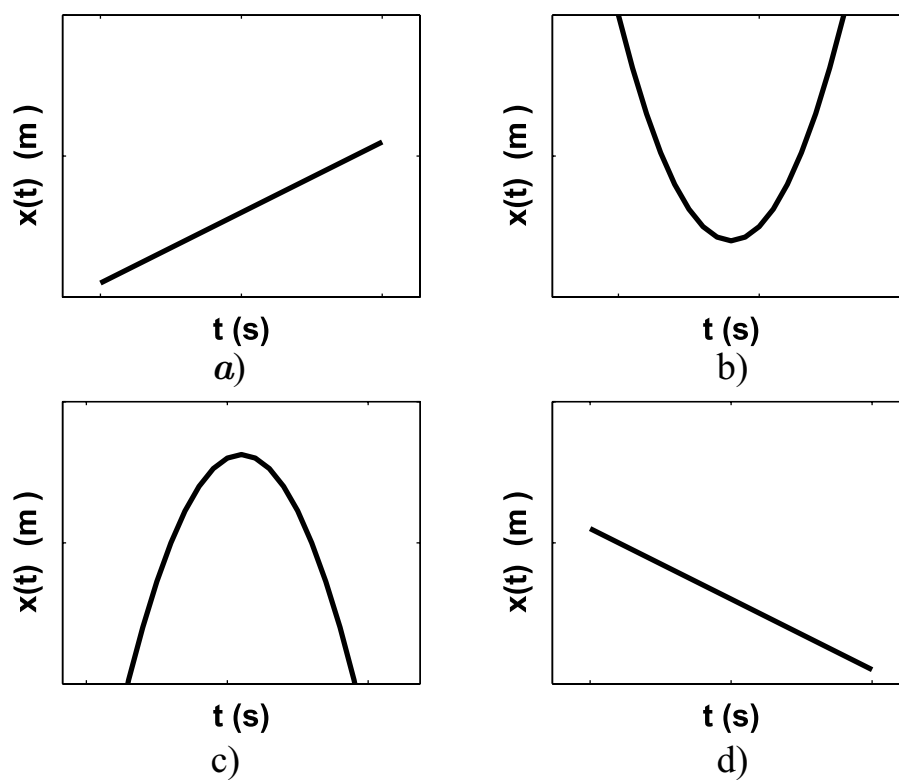 x(t) (m )
t (s)
a)
x(t) (m )
t (s)
b)
x(t) (m )
t (s)
c)
x(t) (m )
t (s)
d)